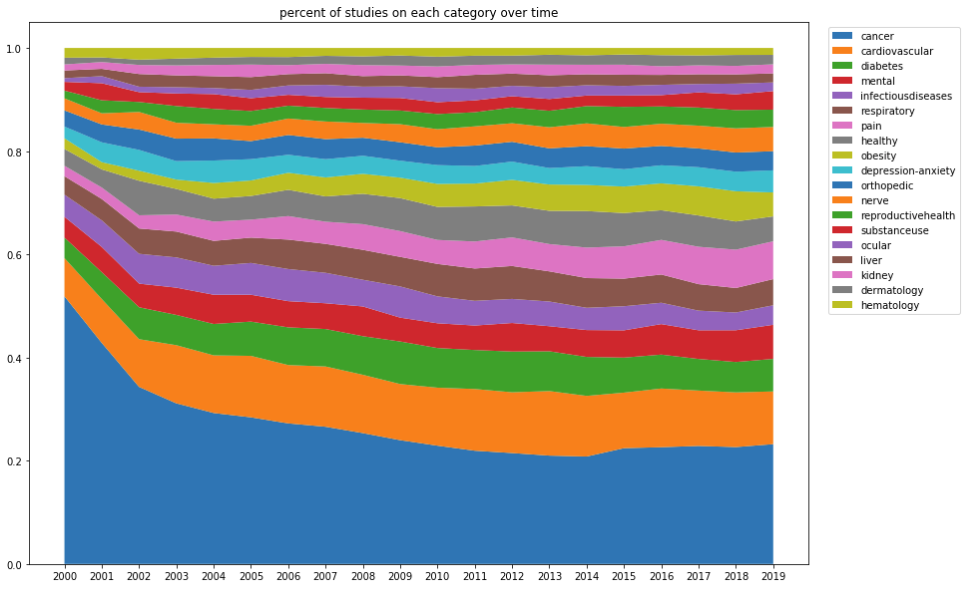 percent of studies on each category over time
1.0
0.8
0.6
0.4
0.2
0.0
2000 2001 2002 2003 2004 2005 2006 2007 2008 2009 2010 2011 2012 2013 2014 2015 2016 2017 2018 2019
cancer
cardiovascular
diabetes
mental
infectiousdiseases
respiratory
pain
healthy
obesity
depression-anxiety
orthopedic
nerve
reproductivehealth
substanceuse
ocular
liver
kidney
dermatology
hematology